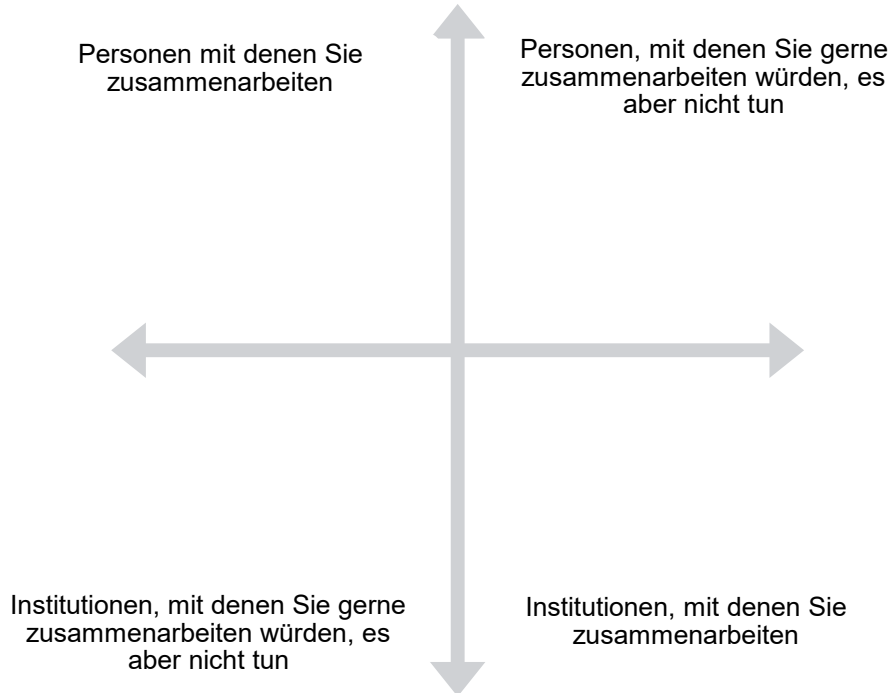 Personen mit denen Sie
zusammenarbeiten
Personen, mit denen Sie gerne
zusammenarbeiten würden, es
aber nicht tun
Institutionen, mit denen Sie gerne
zusammenarbeiten würden, es
aber nicht tun
Institutionen, mit denen Sie
zusammenarbeiten